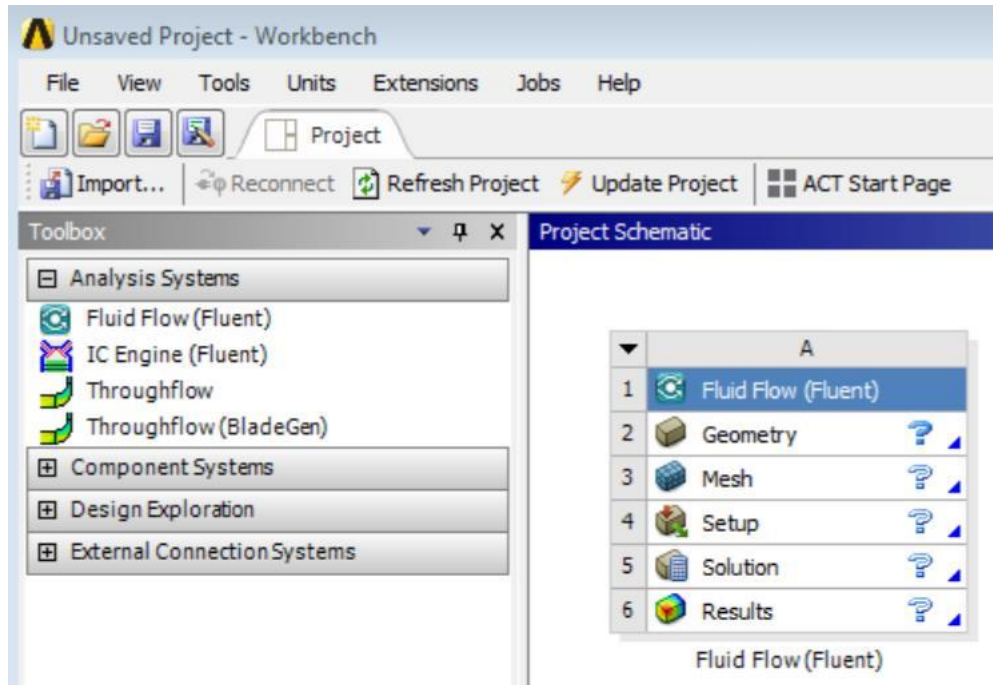 Unsaved Project - Workbench
File View Tools Units Extensions Jobs Help
Project
Import... Reconnect Refresh Project Update Project ACT Start Page
Toolbox
Project Schematic
Analysis Systems
Fluid Flow (Fluent)
IC Engine (Fluent)
Throughflow
Throughflow (BladeGen)
Component Systems
Design Exploration
External Connection Systems
A
1 Fluid Flow (Fluent)
2 Geometry ?
3 Mesh ?
4 Setup ?
5 Solution ?
6 Results ?
Fluid Flow (Fluent)